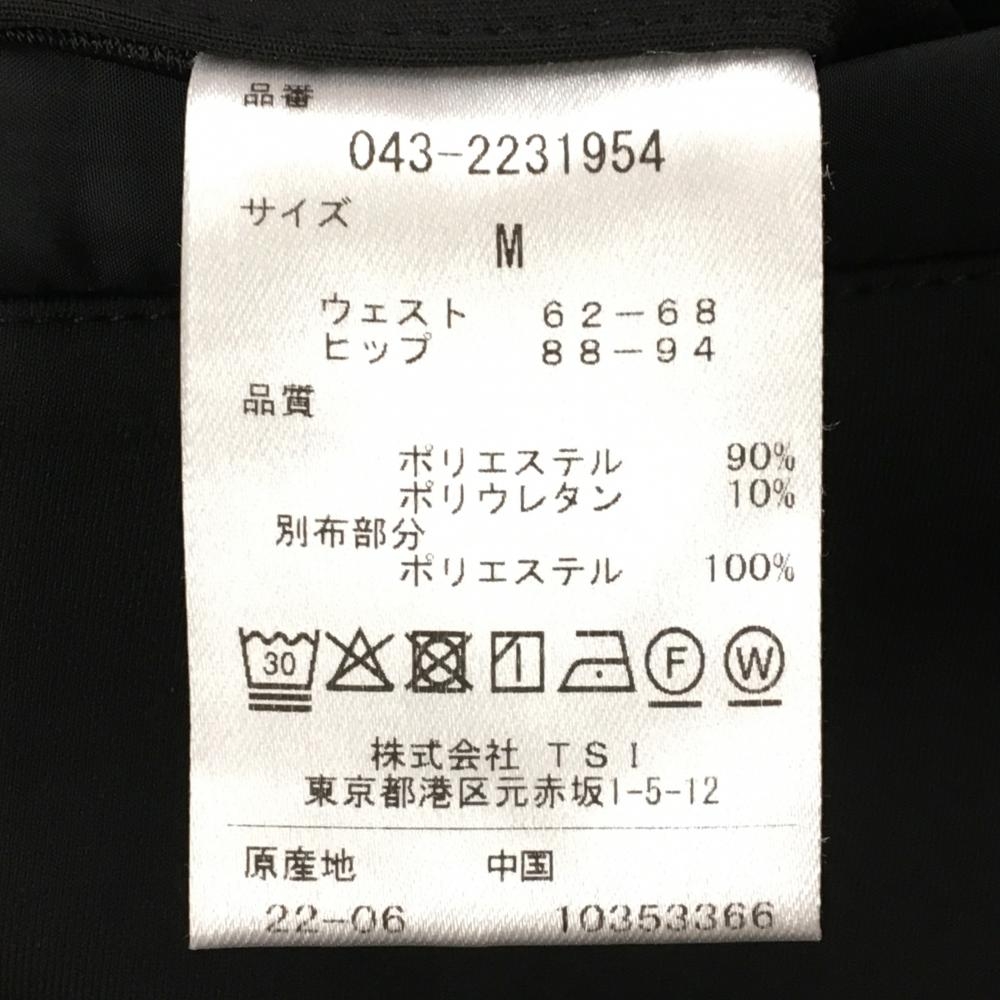 品番
043-2231954
サイズ
M
ウェスト 62-68
ヒップ 88-94
品質
ポリエステル 90%
ポリウレタン 10%
別布部分
ポリエステル 100%
30 F W
株式会社 TSI
東京都港区元赤坂1-5-12
原産地 中国
22-06 10353366